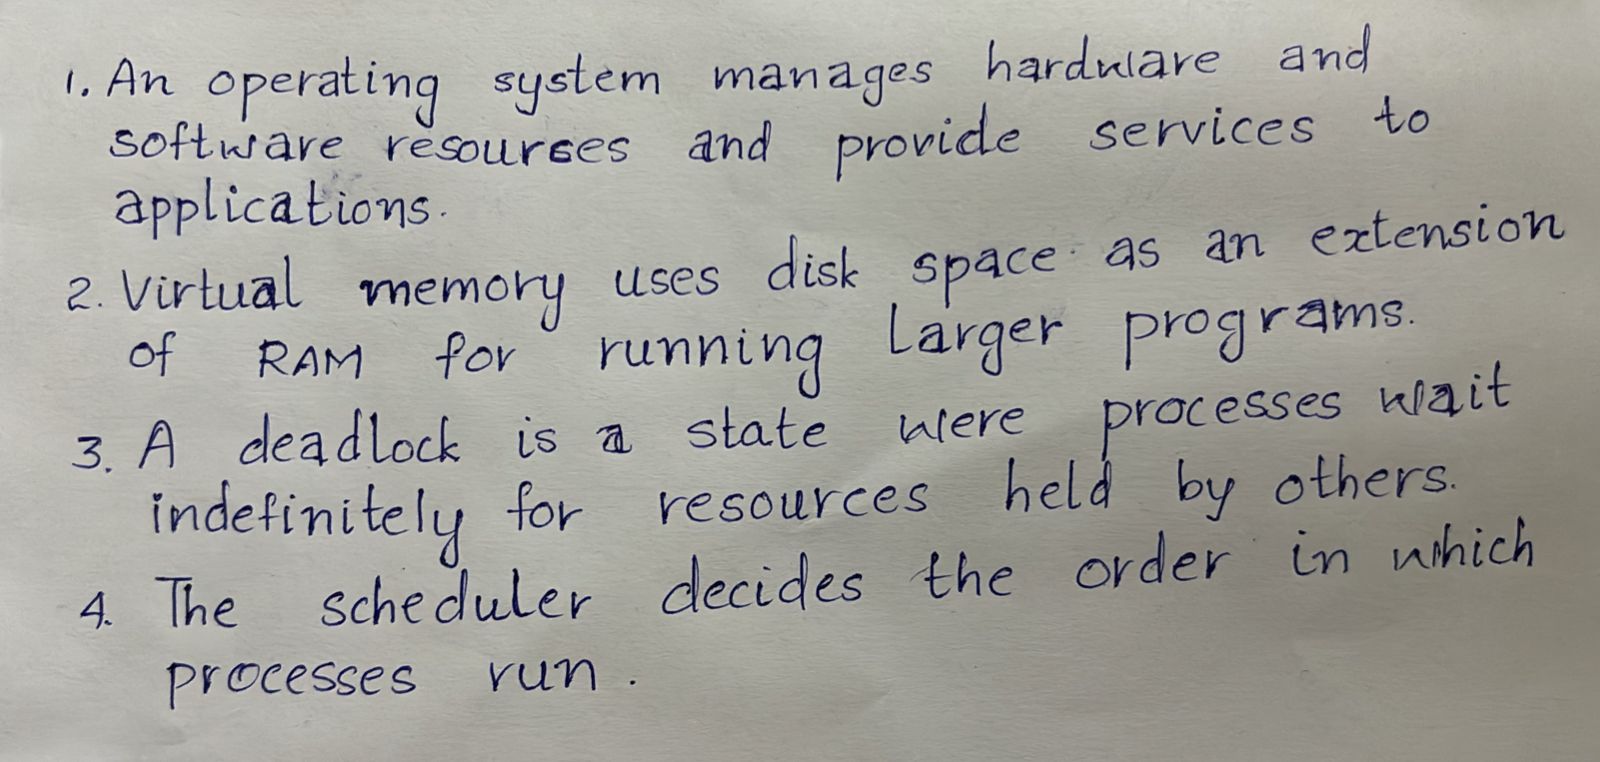 1. An operating system manages hardware and
software resourses and provide services to
applications.
2. Virtual memory uses disk space as an extension
of RAM for running Larger programs.
3. A deadlock is a state were processes wait
indefinitely for resources held by others.
4. The scheduler decides the order in which
processes run.